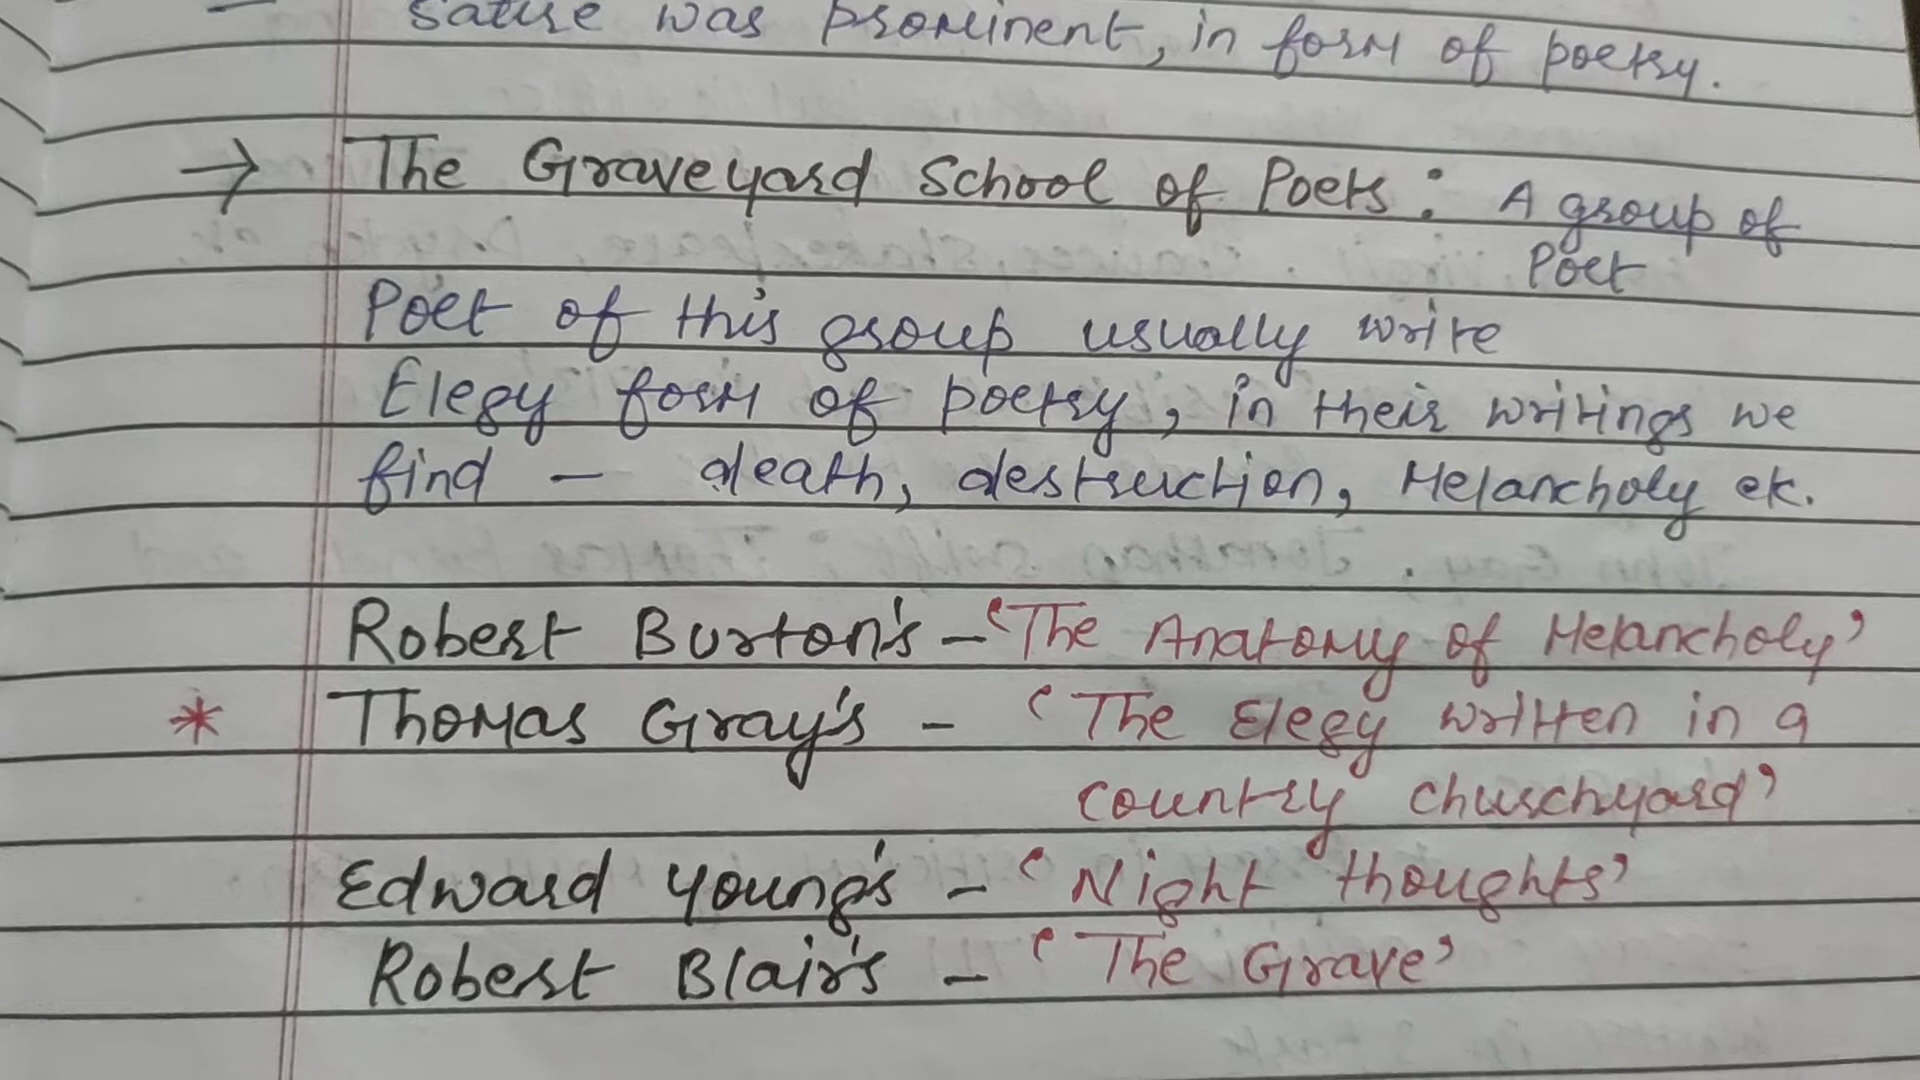 satire was prominent, in form of poetry.
→ The Graveyard School of Poets : A group of
Poet
Poet of this group usually write
Elegy form of poetry, in their writings we
find - death, destruction, Melancholy etc.
Robert Burton's - 'The Anatomy of Melancholy'
* Thomas Gray's - 'The Elegy written in a
country churchyard'
Edward Young's - 'Night thoughts'
Robert Blair's - 'The Grave'